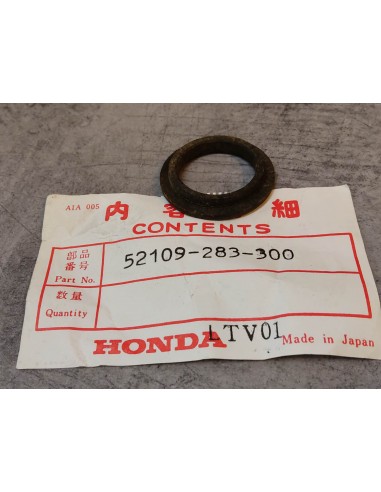 A1A 005
内容明細
CONTENTS
部品番号
Part No.
52109-283-300
数量
Quantity
HONDA LTV01 Made in Japan